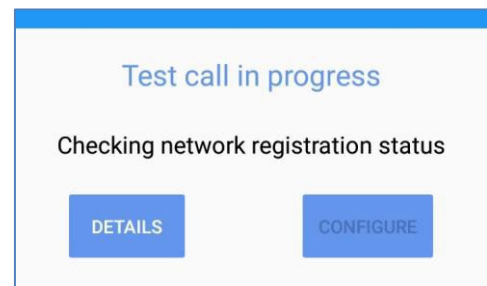 Test call in progress
Checking network registration status
DETAILS
CONFIGURE